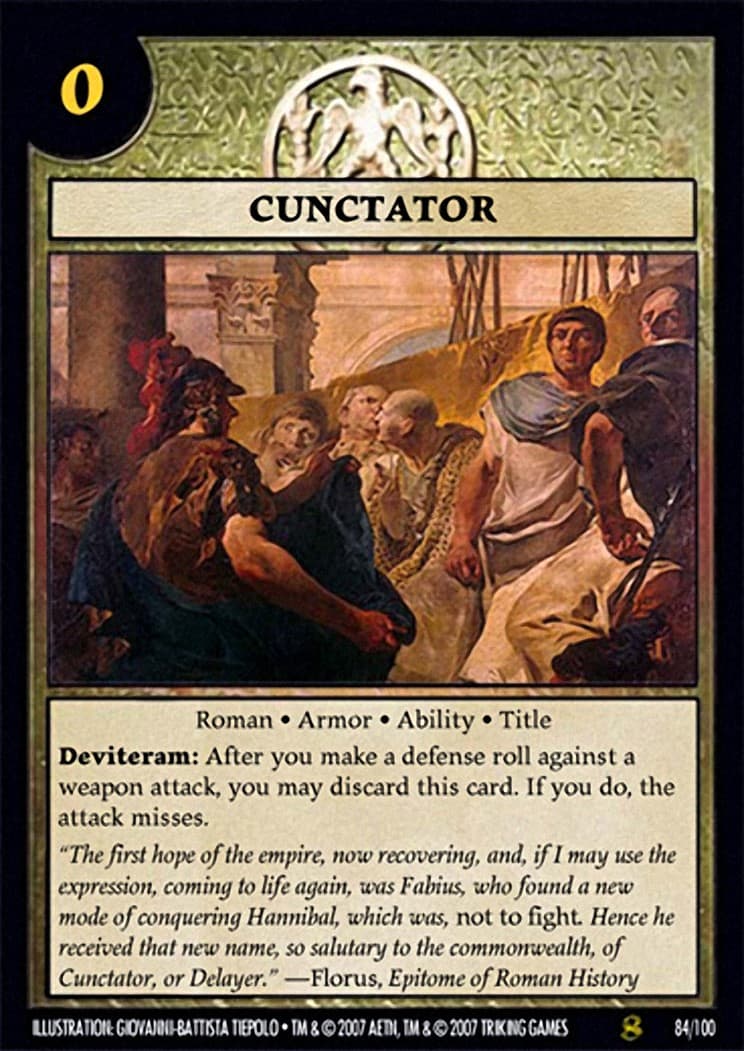 0
CUNCTATOR
Roman • Armor • Ability • Title
Deviteram: After you make a defense roll against a
weapon attack, you may discard this card. If you do, the
attack misses.
“The first hope of the empire, now recovering, and, if I may use the
expression, coming to life again, was Fabius, who found a new
mode of conquering Hannibal, which was, not to fight. Hence he
received that new name, so salutary to the commonwealth, of
Cunctator, or Delayer.” —Florus, Epitome of Roman History
ILLUSTRATION: GIOVANNI-BATTISTA TIEPOLO • TM & © 2007 AETN, TM & © 2007 TRIKING GAMES
84/100